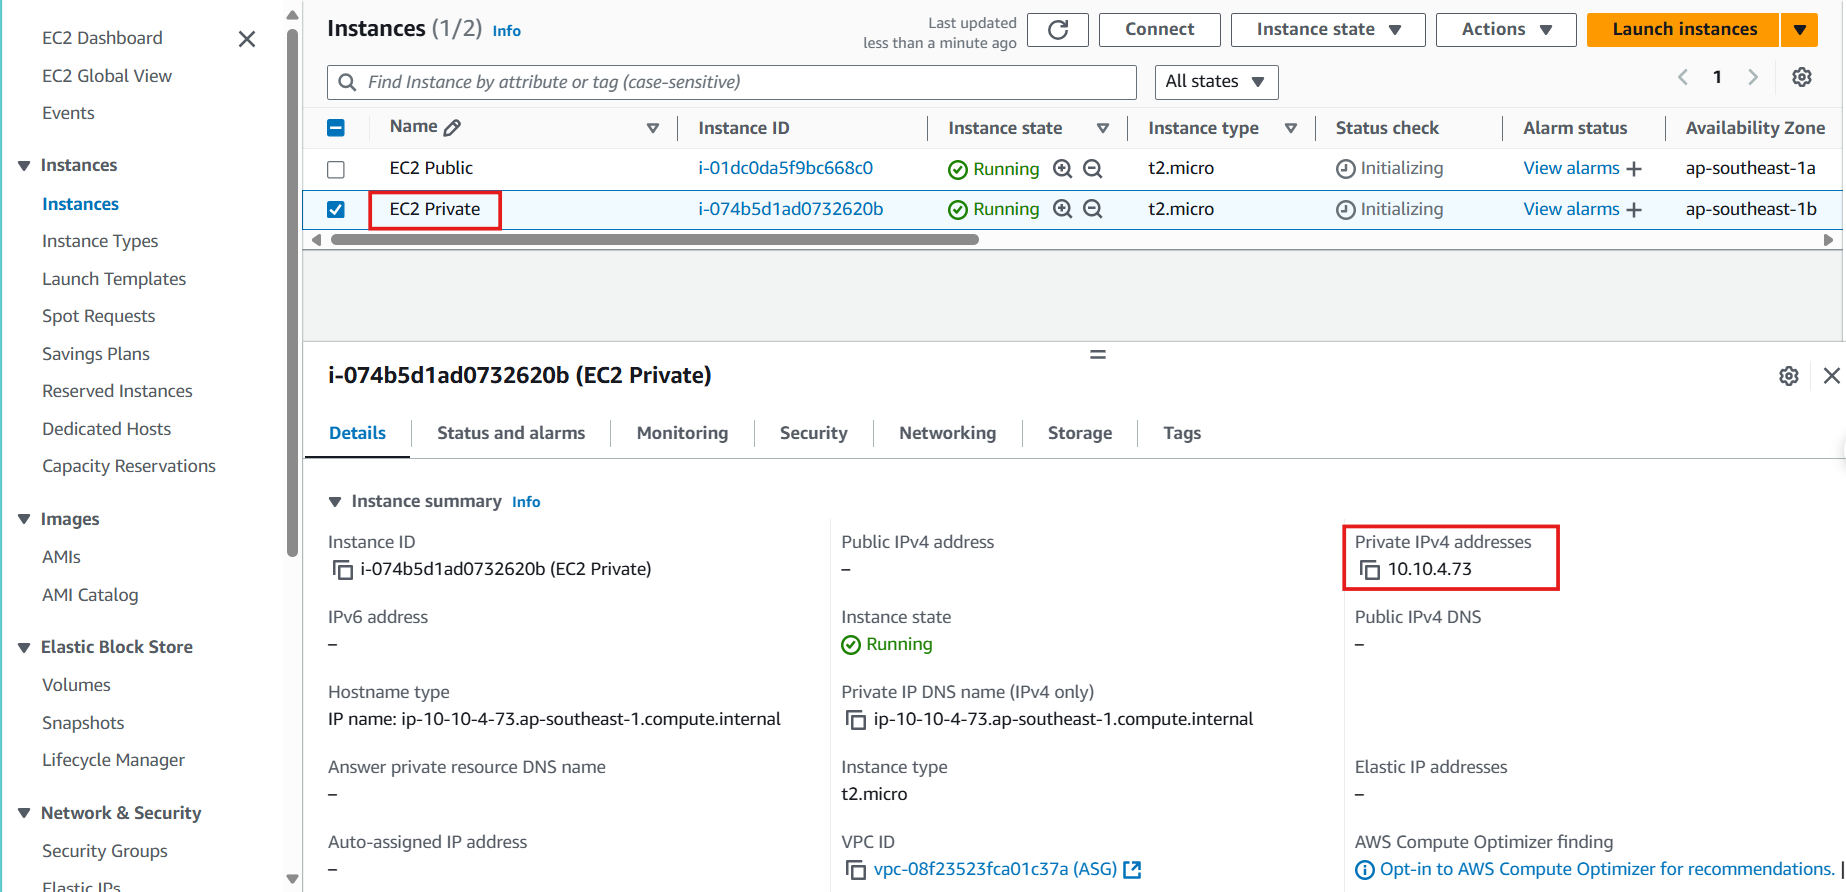 EC2 Dashboard
EC2 Global View
Events
Instances
Instances
Instance Types
Launch Templates
Spot Requests
Savings Plans
Reserved Instances
Dedicated Hosts
Capacity Reservations
Images
AMIs
AMI Catalog
Elastic Block Store
Volumes
Snapshots
Lifecycle Manager
Network & Security
Security Groups
Elastic IPs
Instances (1/2) Info
Last updated
less than a minute ago
Connect
Instance state
Actions
Launch instances
Find Instance by attribute or tag (case-sensitive)
All states
1
Name Instance ID Instance state Instance type Status check Alarm status Availability Zone
EC2 Public i-01dc0da5f9bc668c0 Running t2.micro Initializing View alarms ap-southeast-1a
EC2 Private i-074b5d1ad0732620b Running t2.micro Initializing View alarms ap-southeast-1b
i-074b5d1ad0732620b (EC2 Private)
Details Status and alarms Monitoring Security Networking Storage Tags
Instance summary Info
Instance ID
i-074b5d1ad0732620b (EC2 Private)
Public IPv4 address
–
Private IPv4 addresses
10.10.4.73
IPv6 address
–
Instance state
Running
Public IPv4 DNS
–
Hostname type
IP name: ip-10-10-4-73.ap-southeast-1.compute.internal
Private IP DNS name (IPv4 only)
ip-10-10-4-73.ap-southeast-1.compute.internal
Answer private resource DNS name
–
Instance type
t2.micro
Elastic IP addresses
–
Auto-assigned IP address
–
VPC ID
vpc-08f23523fca01c37a (ASG)
AWS Compute Optimizer finding
Opt-in to AWS Compute Optimizer for recommendations.